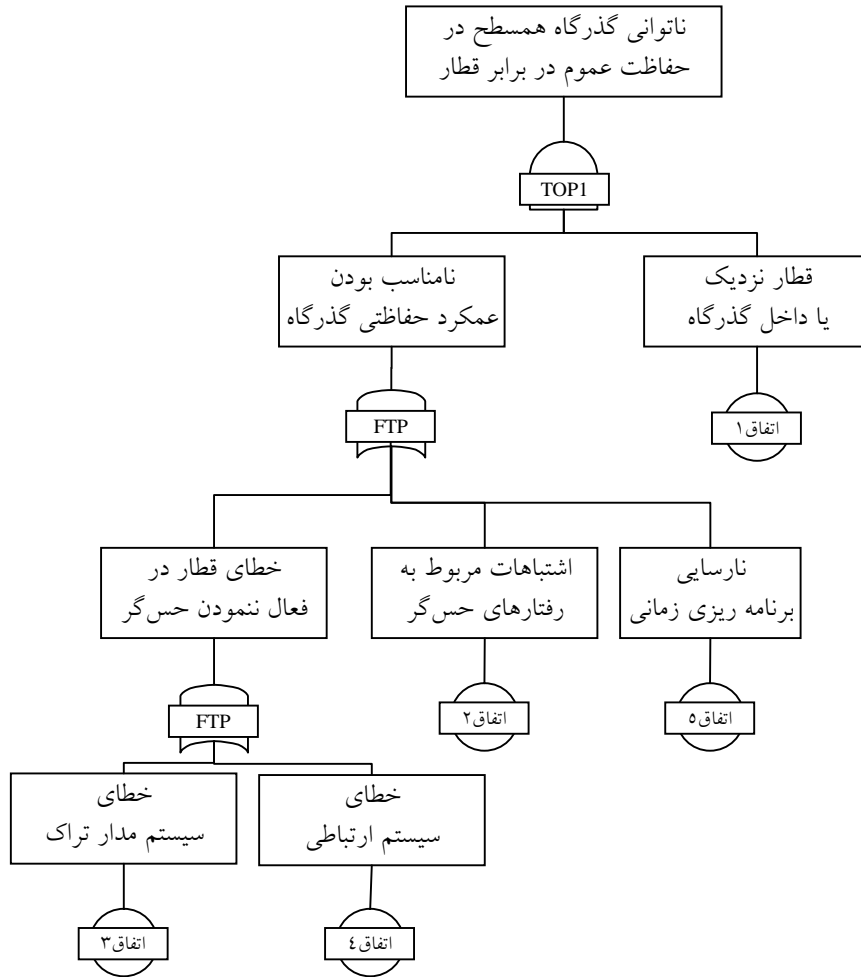 ناتوانی گذرگاه همسطح در
حفاظت عموم در برابر قطار
TOP1
قطار نزدیک
یا داخل گذرگاه
نامناسب بودن
عمکرد حفاظتی گذرگاه
اتفاق۱
FTP
نارسایی
برنامه ریزی زمانی
اشتباهات مربوط به
رفتارهای حس‌گر
خطای قطار در
فعال ننمودن حس‌گر
اتفاق۵
اتفاق۲
FTP
خطای
سیستم ارتباطی
خطای
سیستم مدار تراک
اتفاق٤
اتفاق۳